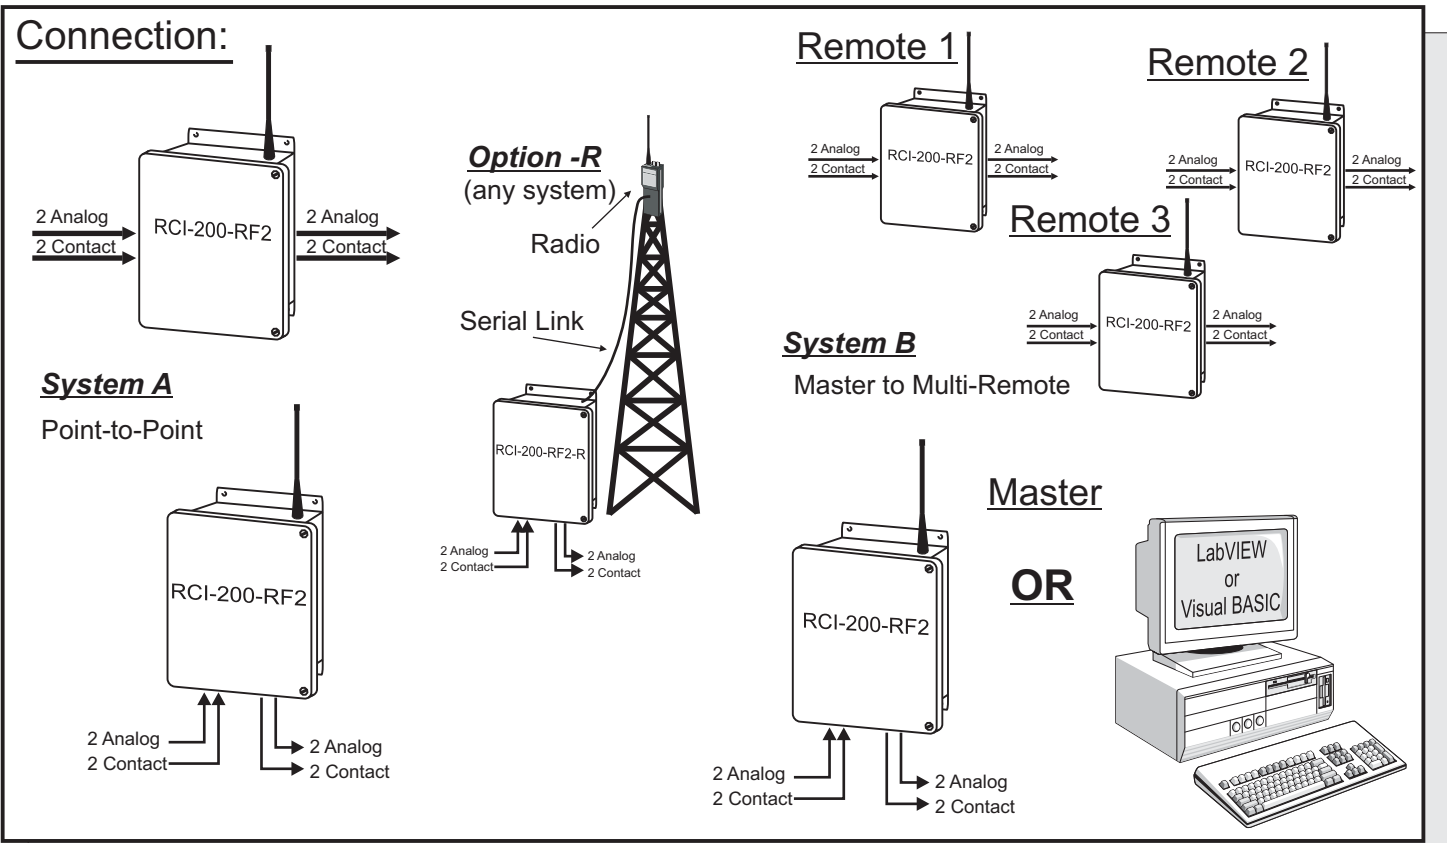 Connection:
2 Analog
2 Contact
RCI-200-RF2
2 Analog
2 Contact
System A
Point-to-Point
RCI-200-RF2
2 Analog
2 Contact
2 Analog
2 Contact
Option -R
(any system)
Radio
Serial Link
RCI-200-RF2-R
2 Analog
2 Contact
2 Analog
2 Contact
Remote 1
2 Analog
2 Contact
RCI-200-RF2
2 Analog
2 Contact
Remote 2
2 Analog
2 Contact
RCI-200-RF2
2 Analog
2 Contact
Remote 3
2 Analog
2 Contact
RCI-200-RF2
2 Analog
2 Contact
System B
Master to Multi-Remote
RCI-200-RF2
2 Analog
2 Contact
2 Analog
2 Contact
Master
OR
LabVIEW
or
Visual BASIC